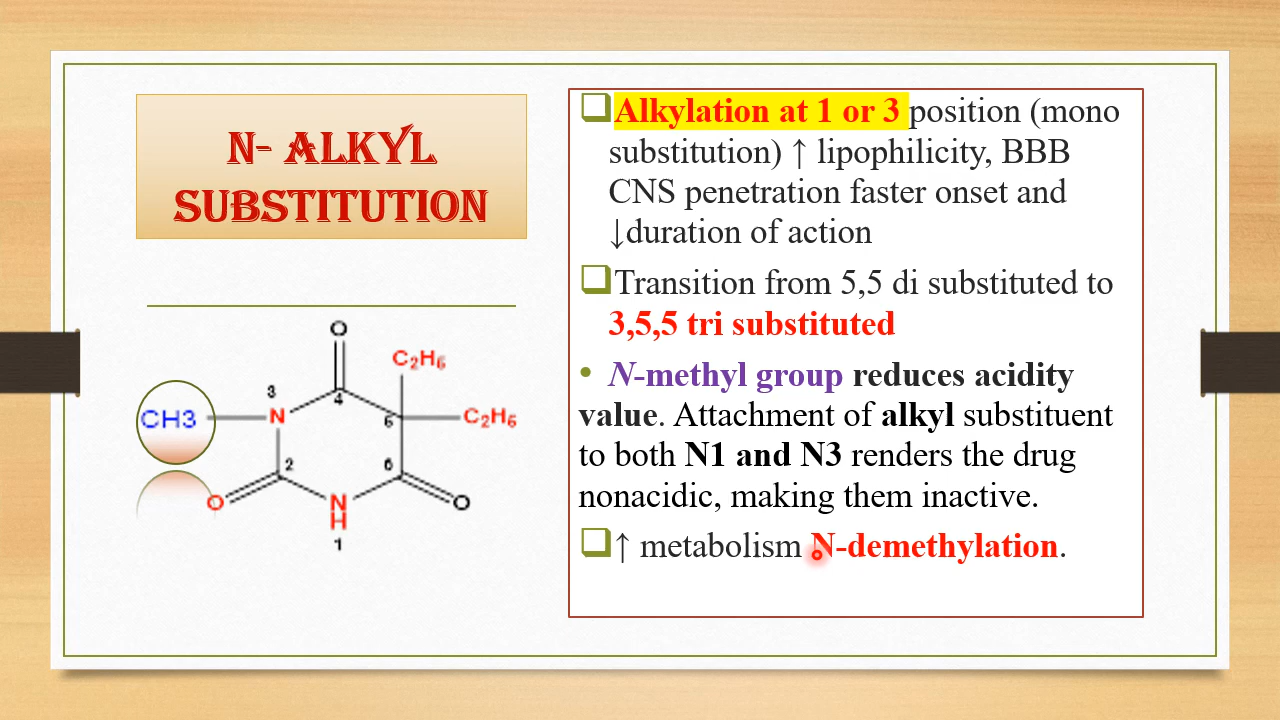 N- ALKYL
SUBSTITUTION
O
C2H5
3
4
CH3
N
5
C2H5
2
6
O
N
H
O
1
Alkylation at 1 or 3 position (mono
substitution) ↑ lipophilicity, BBB
CNS penetration faster onset and
↓duration of action
Transition from 5,5 di substituted to
3,5,5 tri substituted
• N-methyl group reduces acidity
value. Attachment of alkyl substituent
to both N1 and N3 renders the drug
nonacidic, making them inactive.
↑ metabolism N-demethylation.